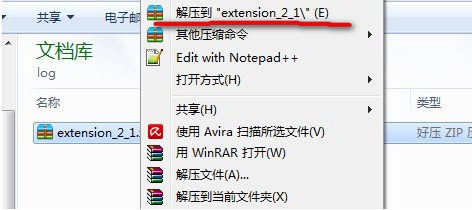 共享
电子邮
解压到 "extension_2_1\" (E)
其他压缩命令
Edit with Notepad++
打开方式(H)
共享(H)
使用 Avira 扫描所选文件(V)
用 WinRAR 打开(W)
解压文件(A)...
解压到当前文件夹(X)
文档库
log
名称
extension_2_1.
类型
好压 ZIP 压